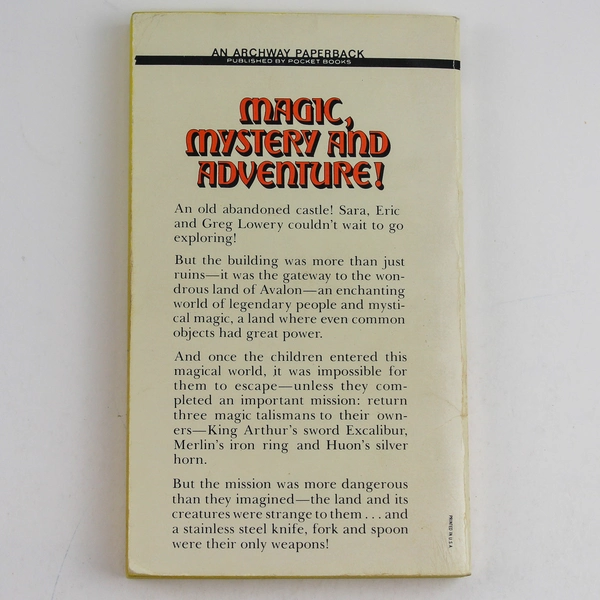 AN ARCHWAY PAPERBACK
PUBLISHED BY POCKET BOOKS
MAGIC,
MYSTERY AND
ADVENTURE!
An old abandoned castle! Sara, Eric
and Greg Lowery couldn't wait to go
exploring!
But the building was more than just
ruins—it was the gateway to the won-
drous land of Avalon—an enchanting
world of legendary people and mysti-
cal magic, a land where even common
objects had great power.
And once the children entered this
magical world, it was impossible for
them to escape—unless they com-
pleted an important mission: return
three magic talismans to their own-
ers—King Arthur's sword Excalibur,
Merlin's iron ring and Huon's silver
horn.
But the mission was more dangerous
than they imagined—the land and its
creatures were strange to them . . . and
a stainless steel knife, fork and spoon
were their only weapons!
PRINTED IN U.S.A.